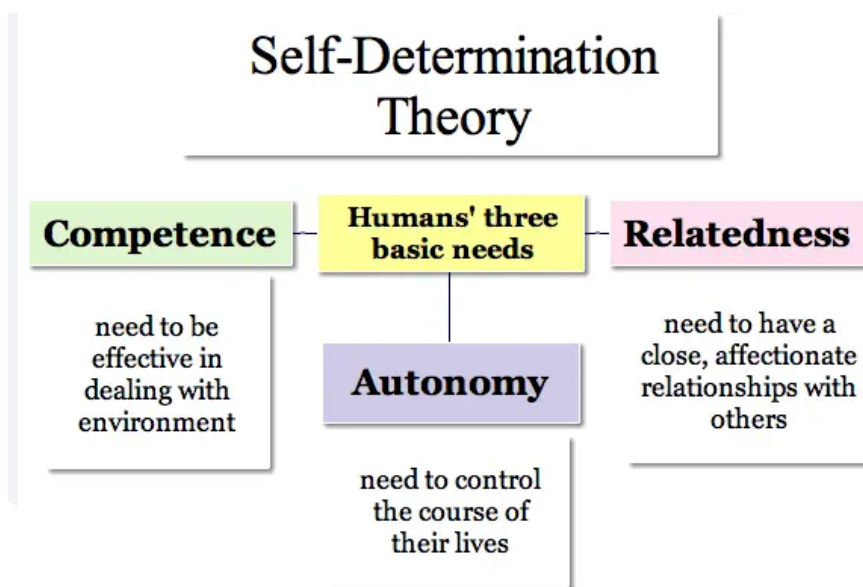 Self-Determination
Theory
Competence
Humans' three
basic needs
Relatedness
need to be
effective in
dealing with
environment
Autonomy
need to have a
close, affectionate
relationships with
others
need to control
the course of
their lives